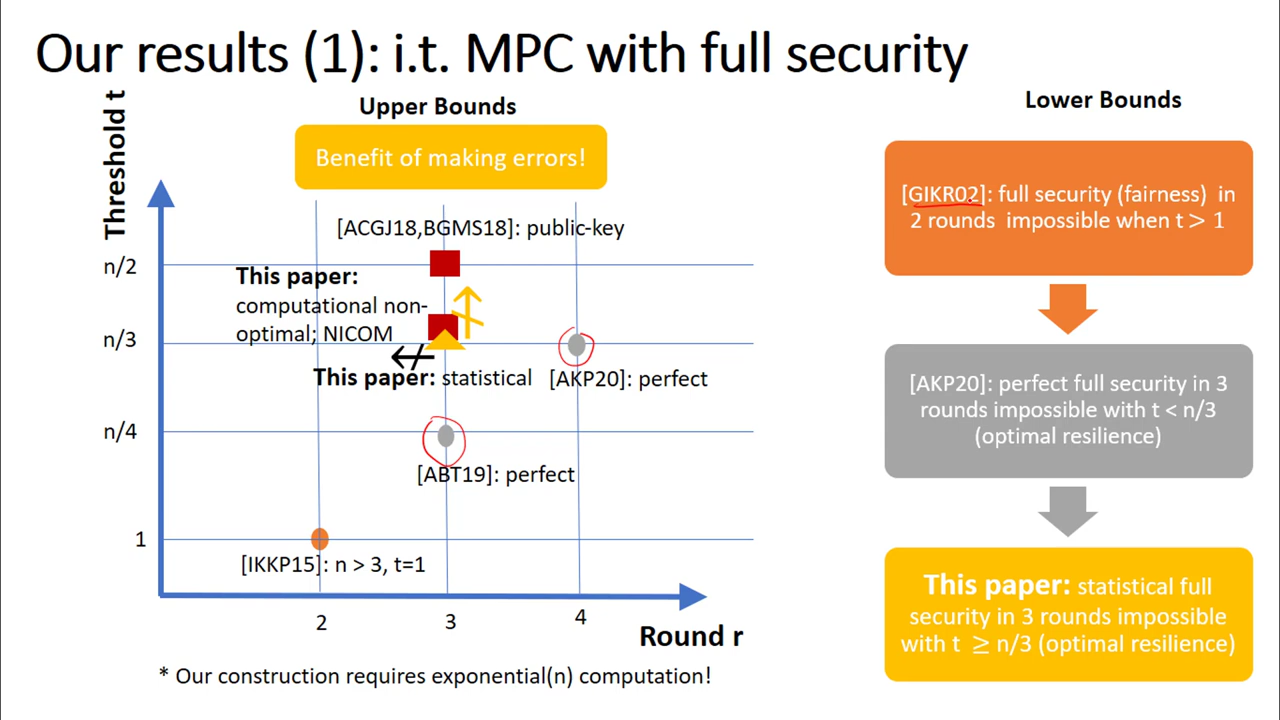 Our results (1): i.t. MPC with full security
Threshold t
Upper Bounds
Benefit of making errors!
[ACGJ18,BGMS18]: public-key
n/2
This paper:
computational non-
optimal; NICOM
n/3
This paper: statistical
[AKP20]: perfect
n/4
[ABT19]: perfect
1
[IKKP15]: n > 3, t=1
2
3
4
Round r
* Our construction requires exponential(n) computation!
Lower Bounds
[GIKR02]: full security (fairness) in
2 rounds impossible when t > 1
[AKP20]: perfect full security in 3
rounds impossible with t < n/3
(optimal resilience)
This paper: statistical full
security in 3 rounds impossible
with t ≥ n/3 (optimal resilience)